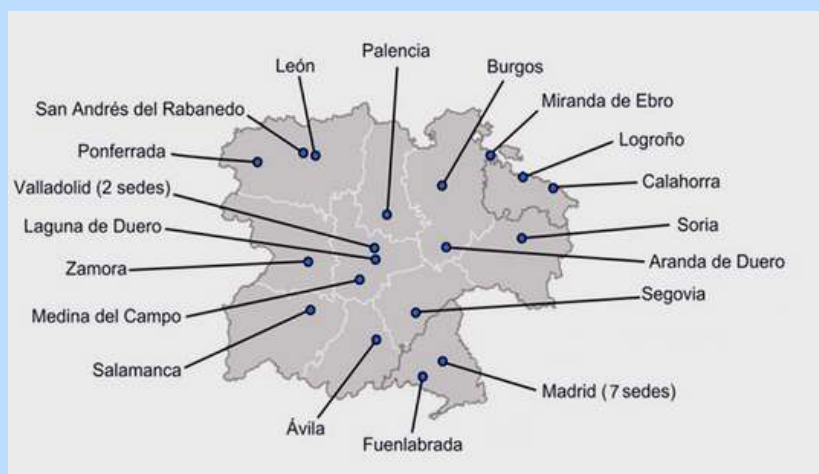 Palencia
León
Burgos
Miranda de Ebro
San Andrés del Rabanedo
Logroño
Ponferrada
Calahorra
Valladolid (2 sedes)
Laguna de Duero
Soria
Zamora
Aranda de Duero
Segovia
Medina del Campo
Salamanca
Madrid (7 sedes)
Ávila
Fuenlabrada